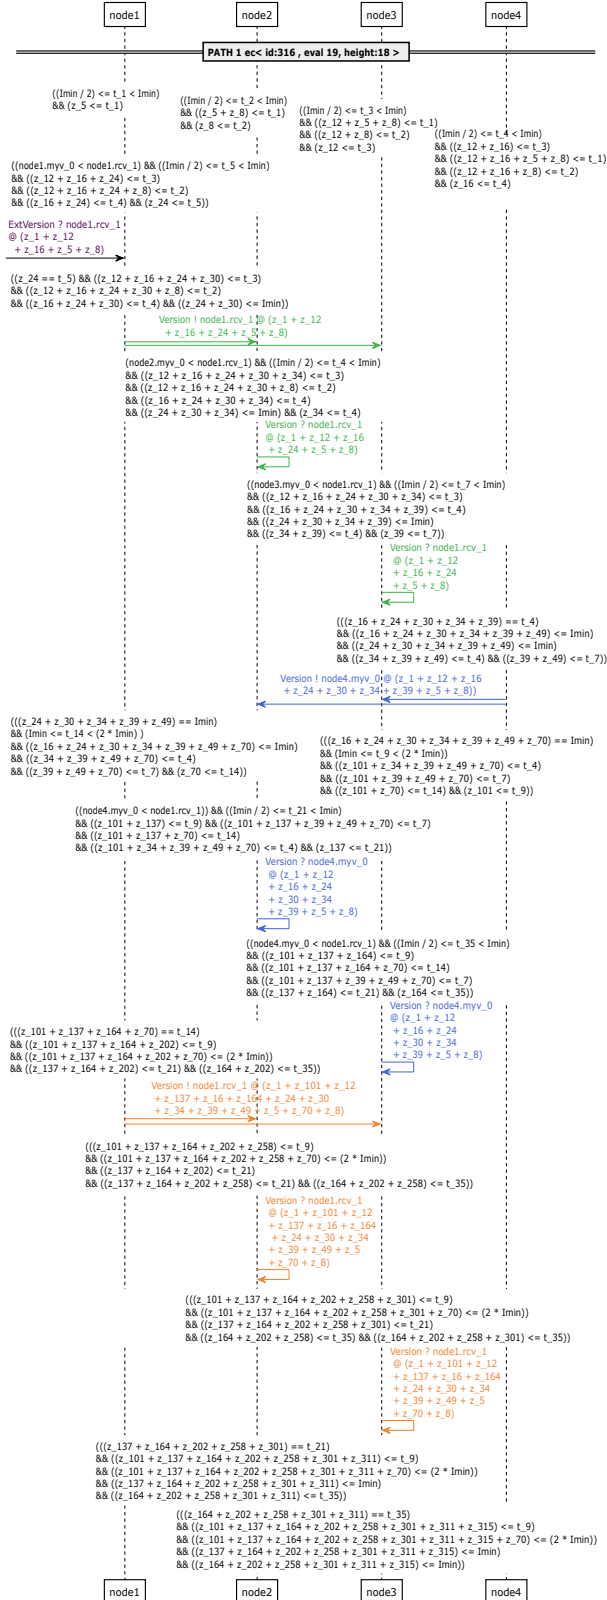 node1
node2
node3
node4
PATH 1 ec< id:316 , eval 19, height:18 >
((Imin / 2) <= t_1 < Imin)
&& (z_5 <= t_1)
((Imin / 2) <= t_2 < Imin)
&& ((z_5 + z_8) <= t_1)
&& (z_8 <= t_2)
((Imin / 2) <= t_3 < Imin)
&& ((z_12 + z_5 + z_8) <= t_1)
&& ((z_12 + z_8) <= t_2)
&& (z_12 <= t_3)
((Imin / 2) <= t_4 < Imin)
&& ((z_12 + z_16) <= t_3)
&& ((z_12 + z_16 + z_5 + z_8) <= t_1)
&& ((z_12 + z_16 + z_8) <= t_2)
&& (z_16 <= t_4)
((node1.myv_0 < node1.rcv_1) && ((Imin / 2) <= t_5 < Imin)
&& ((z_12 + z_16 + z_24) <= t_3)
&& ((z_12 + z_16 + z_24 + z_8) <= t_2)
&& ((z_16 + z_24) <= t_4) && (z_24 <= t_5))
ExtVersion ? node1.rcv_1
@ (z_1 + z_12
+ z_16 + z_5 + z_8)
((z_24 == t_5) && ((z_12 + z_16 + z_24 + z_30) <= t_3)
&& ((z_12 + z_16 + z_24 + z_30 + z_8) <= t_2)
&& ((z_16 + z_24 + z_30) <= t_4) && ((z_24 + z_30) <= Imin))
Version ! node1.rcv_1 @ (z_1 + z_12
+ z_16 + z_24 + z_5 + z_8)
(node2.myv_0 < node1.rcv_1) && ((Imin / 2) <= t_4 < Imin)
&& ((z_12 + z_16 + z_24 + z_30 + z_34) <= t_3)
&& ((z_12 + z_16 + z_24 + z_30 + z_8) <= t_2)
&& ((z_16 + z_24 + z_30 + z_34) <= t_4)
&& ((z_24 + z_30 + z_34) <= Imin) && (z_34 <= t_4)
Version ? node1.rcv_1
@ (z_1 + z_12 + z_16
+ z_24 + z_5 + z_8)
((node3.myv_0 < node1.rcv_1) && ((Imin / 2) <= t_7 < Imin)
&& ((z_12 + z_16 + z_24 + z_30 + z_34) <= t_3)
&& ((z_16 + z_24 + z_30 + z_34 + z_39) <= t_4)
&& ((z_24 + z_30 + z_34 + z_39) <= Imin)
&& ((z_34 + z_39) <= t_4) && (z_39 <= t_7))
Version ? node1.rcv_1
@ (z_1 + z_12
+ z_16 + z_24
+ z_5 + z_8)
(((z_16 + z_24 + z_30 + z_34 + z_39) == t_4)
&& ((z_16 + z_24 + z_30 + z_34 + z_39 + z_49) <= Imin)
&& ((z_24 + z_30 + z_34 + z_39 + z_49) <= Imin)
&& ((z_34 + z_39 + z_49) <= t_4) && ((z_39 + z_49) <= t_7))
Version ! node4.myv_0 @ (z_1 + z_12 + z_16
+ z_24 + z_30 + z_34 + z_39 + z_5 + z_8))
(((z_24 + z_30 + z_34 + z_39 + z_49) == Imin)
&& (Imin <= t_14 < (2 * Imin) )
&& ((z_16 + z_24 + z_30 + z_34 + z_39 + z_49 + z_70) <= Imin)
&& ((z_34 + z_39 + z_49 + z_70) <= t_4)
&& ((z_39 + z_49 + z_70) <= t_7) && (z_70 <= t_14))
(((z_16 + z_24 + z_30 + z_34 + z_39 + z_49 + z_70) == Imin)
&& (Imin <= t_9 < (2 * Imin))
&& ((z_101 + z_34 + z_39 + z_49 + z_70) <= t_4)
&& ((z_101 + z_39 + z_49 + z_70) <= t_7)
&& ((z_101 + z_70) <= t_14) && (z_101 <= t_9))
((node4.myv_0 < node1.rcv_1)) && ((Imin / 2) <= t_21 < Imin)
&& ((z_101 + z_137) <= t_9) && ((z_101 + z_137 + z_39 + z_49 + z_70) <= t_7)
&& ((z_101 + z_137 + z_70) <= t_14)
&& ((z_101 + z_34 + z_39 + z_49 + z_70) <= t_4) && (z_137 <= t_21))
Version ? node4.myv_0
@ (z_1 + z_12
+ z_16 + z_24
+ z_30 + z_34
+ z_39 + z_5 + z_8)
((node4.myv_0 < node1.rcv_1) && ((Imin / 2) <= t_35 < Imin)
&& ((z_101 + z_137 + z_164) <= t_9)
&& ((z_101 + z_137 + z_164 + z_70) <= t_14)
&& ((z_101 + z_137 + z_39 + z_49 + z_70) <= t_7)
&& ((z_137 + z_164) <= t_21) && (z_164 <= t_35))
Version ? node4.myv_0
@ (z_1 + z_12
+ z_16 + z_24
+ z_30 + z_34
+ z_39 + z_5 + z_8)
(((z_101 + z_137 + z_164 + z_70) == t_14)
&& ((z_101 + z_137 + z_164 + z_202) <= t_9)
&& ((z_101 + z_137 + z_164 + z_202 + z_70) <= (2 * Imin))
&& ((z_137 + z_164 + z_202) <= t_21) && ((z_164 + z_202) <= t_35))
Version ! node1.rcv_1 @ (z_1 + z_101 + z_12
+ z_137 + z_16 + z_164 + z_24 + z_30
+ z_34 + z_39 + z_49 + z_5 + z_70 + z_8)
(((z_101 + z_137 + z_164 + z_202 + z_258) <= t_9)
&& ((z_101 + z_137 + z_164 + z_202 + z_258 + z_70) <= (2 * Imin))
&& ((z_137 + z_164 + z_202) <= t_21)
&& ((z_137 + z_164 + z_202 + z_258) <= t_21) && ((z_164 + z_202 + z_258) <= t_35))
Version ? node1.rcv_1
@ (z_1 + z_101 + z_12
+ z_137 + z_16 + z_164
+ z_24 + z_30 + z_34
+ z_39 + z_49 + z_5
+ z_70 + z_8)
(((z_101 + z_137 + z_164 + z_202 + z_258 + z_301) <= t_9)
&& ((z_101 + z_137 + z_164 + z_202 + z_258 + z_301 + z_70) <= (2 * Imin))
&& ((z_137 + z_164 + z_202 + z_258 + z_301) <= t_21)
&& ((z_164 + z_202 + z_258) <= t_35) && ((z_164 + z_202 + z_258 + z_301) <= t_35))
Version ? node1.rcv_1
@ (z_1 + z_101 + z_12
+ z_137 + z_16 + z_164
+ z_24 + z_30 + z_34
+ z_39 + z_49 + z_5
+ z_70 + z_8)
(((z_137 + z_164 + z_202 + z_258 + z_301) == t_21)
&& ((z_101 + z_137 + z_164 + z_202 + z_258 + z_301 + z_311) <= t_9)
&& ((z_101 + z_137 + z_164 + z_202 + z_258 + z_301 + z_311 + z_70) <= (2 * Imin))
&& ((z_137 + z_164 + z_202 + z_258 + z_301 + z_311) <= Imin)
&& ((z_164 + z_202 + z_258 + z_301 + z_311) <= t_35))
(((z_164 + z_202 + z_258 + z_301 + z_311) == t_35)
&& ((z_101 + z_137 + z_164 + z_202 + z_258 + z_301 + z_311 + z_315) <= t_9)
&& ((z_101 + z_137 + z_164 + z_202 + z_258 + z_301 + z_311 + z_315 + z_70) <= (2 * Imin))
&& ((z_137 + z_164 + z_202 + z_258 + z_301 + z_311 + z_315) <= Imin)
&& ((z_164 + z_202 + z_258 + z_301 + z_311 + z_315) <= Imin))
node1
node2
node3
node4